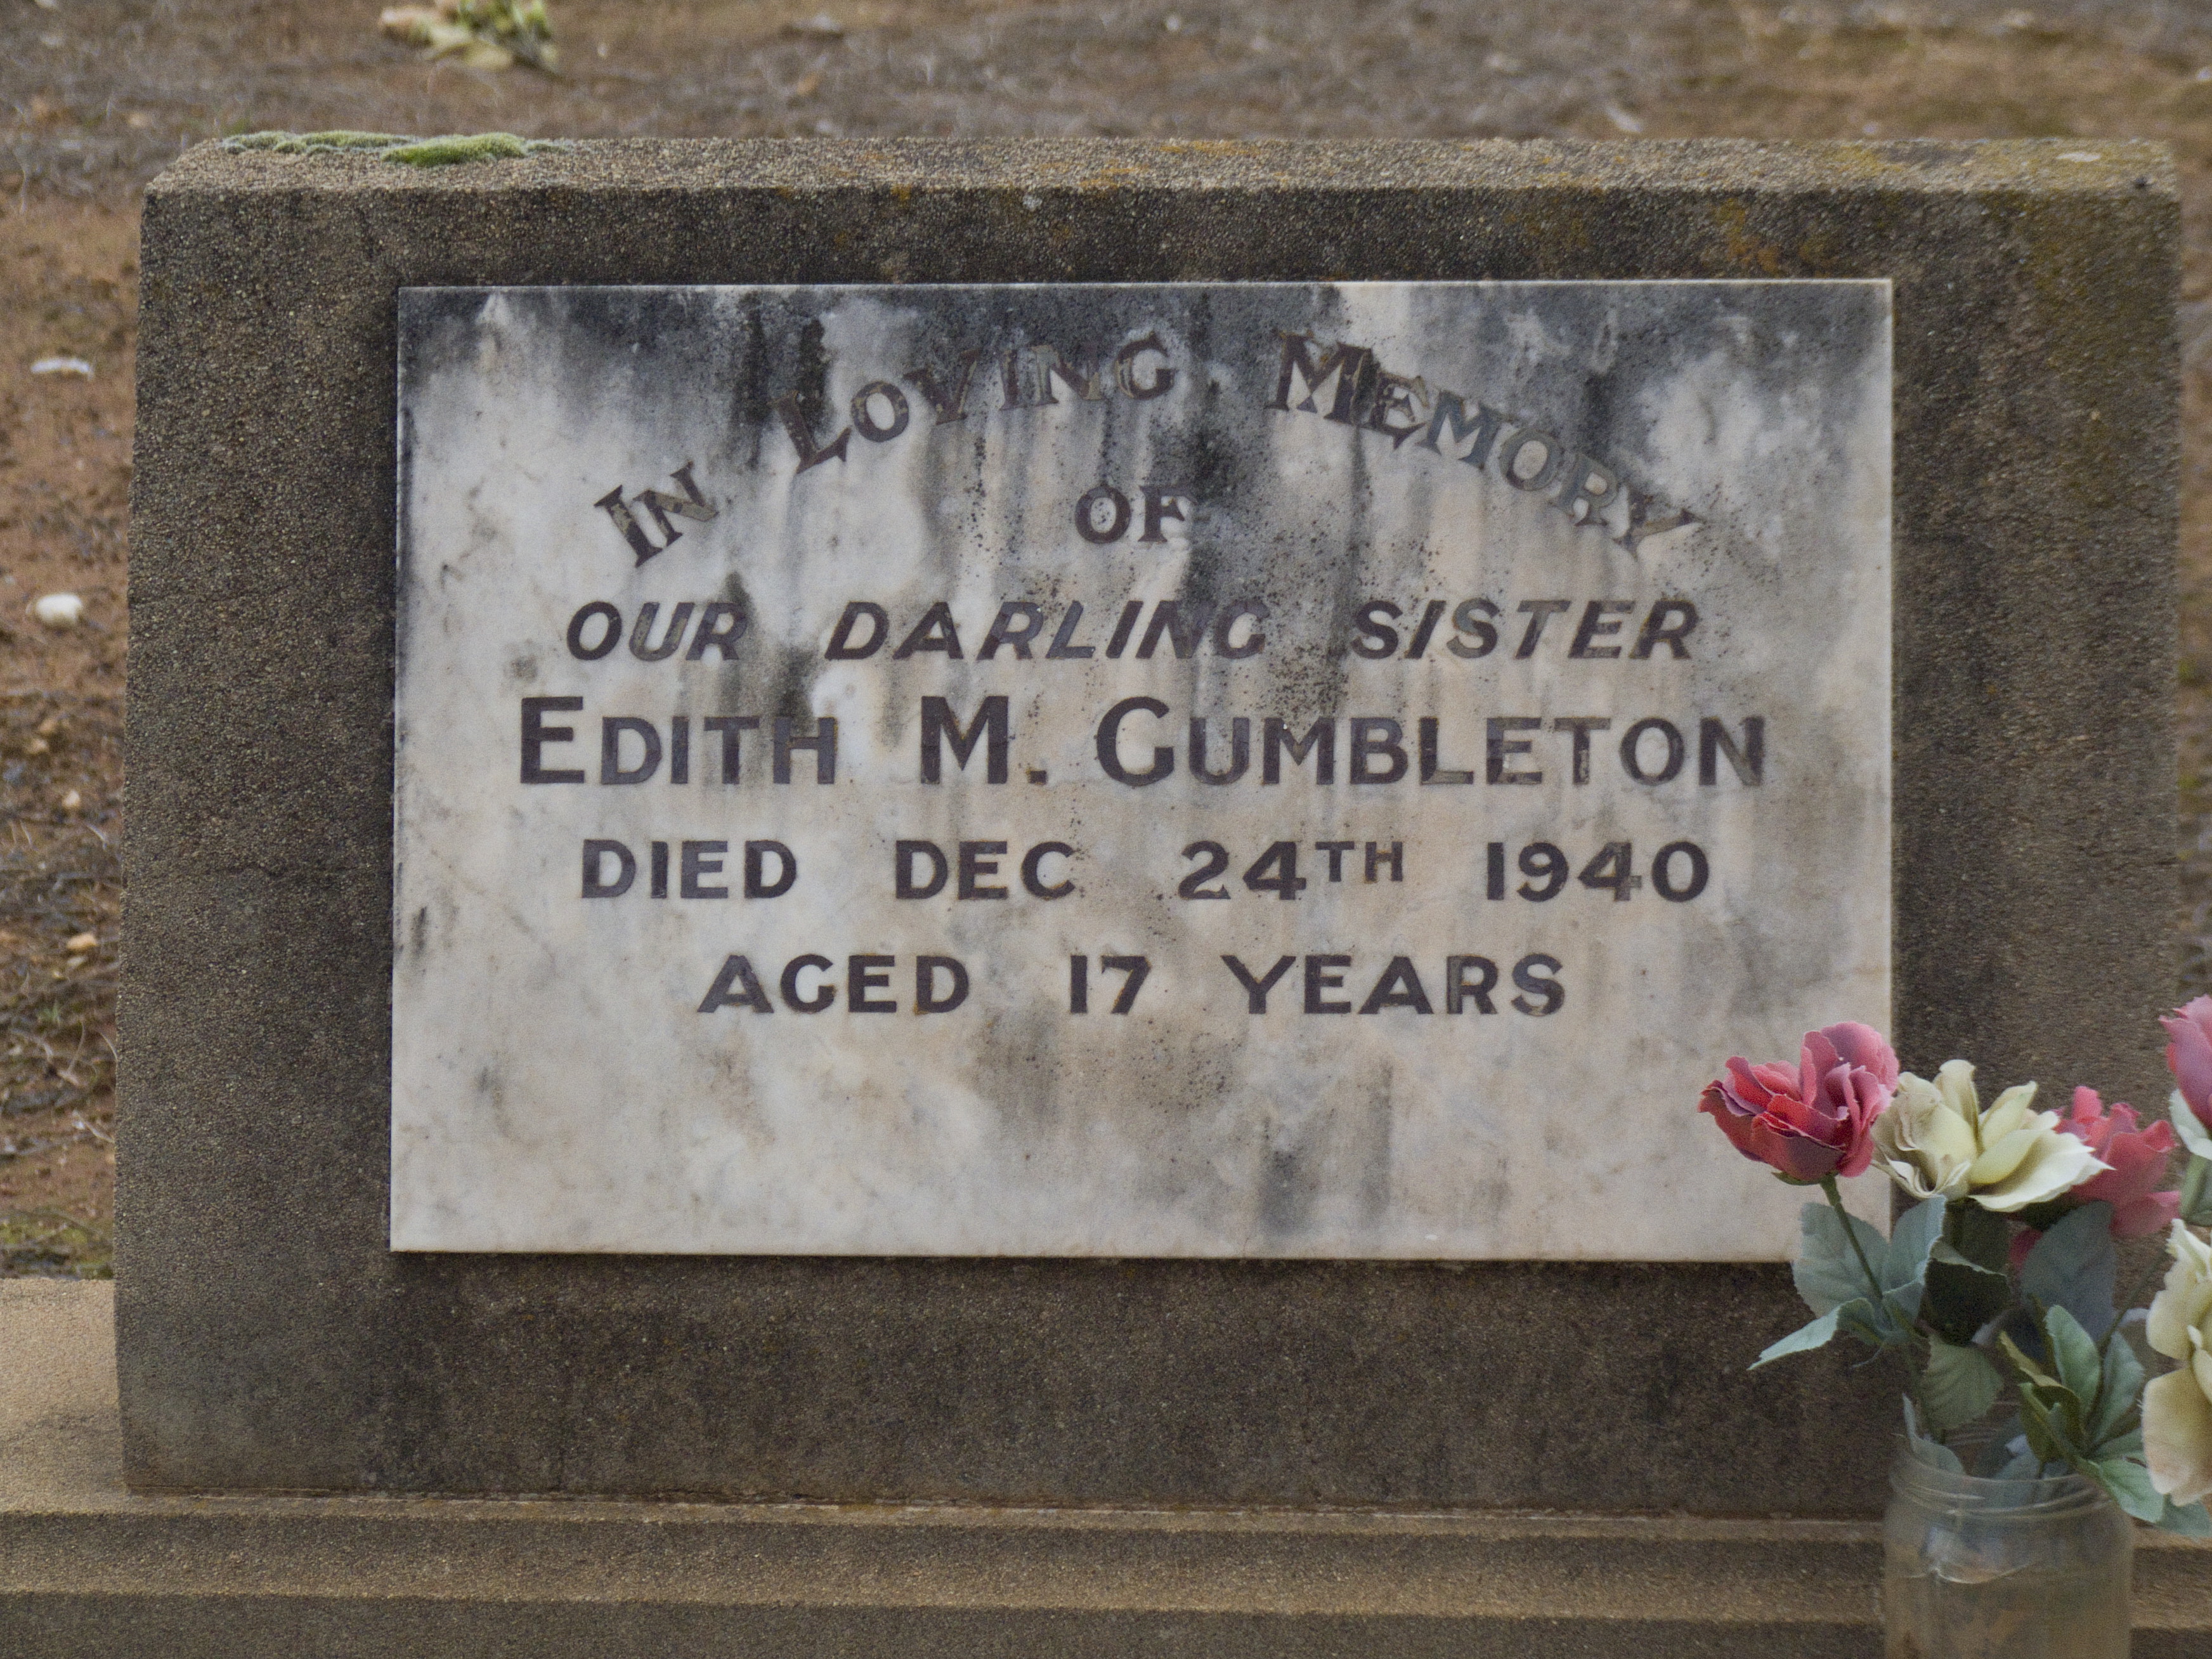 IN LOVING MEMORY
OF
OUR DARLING SISTER
EDITH M. GUMBLETON
DIED DEC 24TH 1940
AGED 17 YEARS